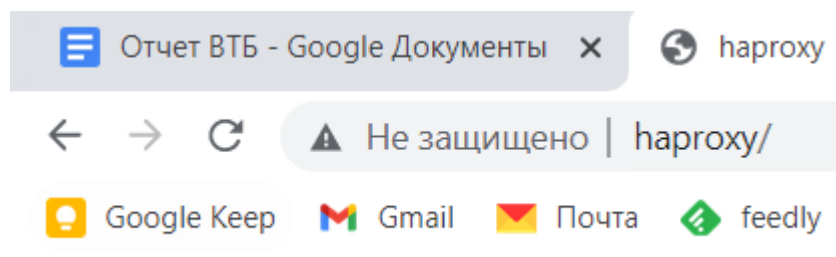 Отчет ВТБ - Google Документы haproxy
Не защищено | haproxy/
Google Keep Gmail Почта feedly